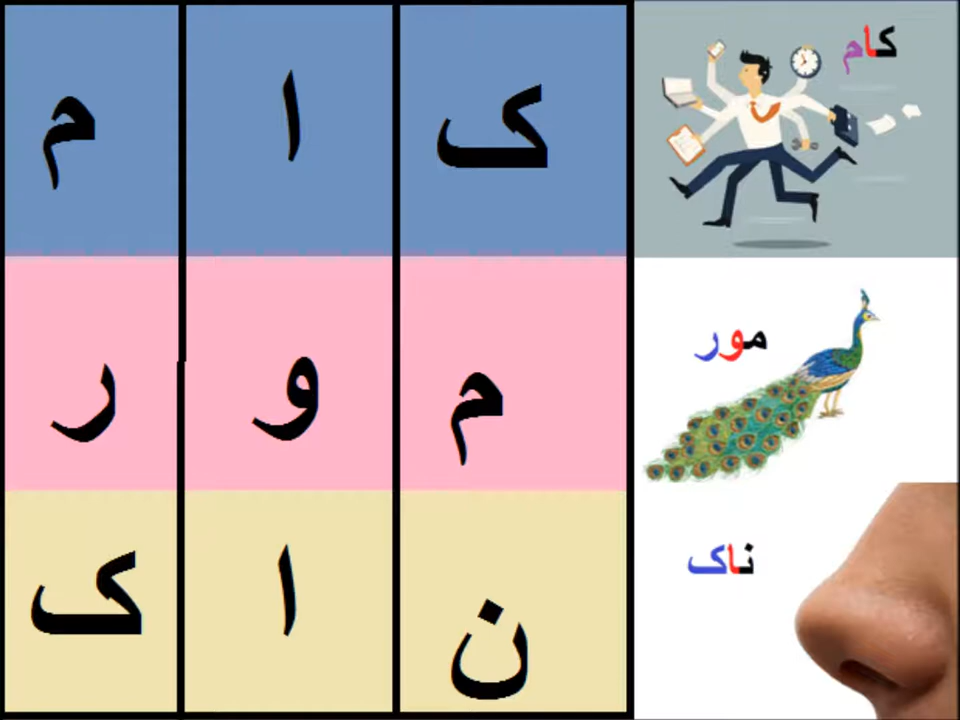 کام
ک ا م
مور
م و ر
ناک
ن ا ک